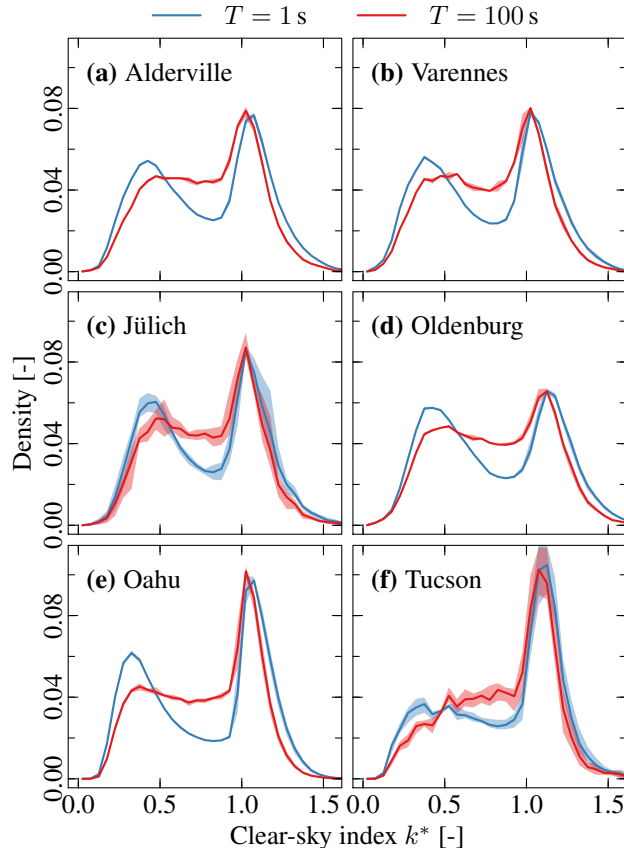 T = 1 s T = 100 s
(a) Alderville
(b) Varennes
0.08
0.04
0.00
(c) Jülich
(d) Oldenburg
0.08
0.04
0.00
Density [-]
(e) Oahu
(f) Tucson
0.08
0.04
0.00
0.0 0.5 1.0 1.5 0.0 0.5 1.0 1.5
Clear-sky index k* [-]